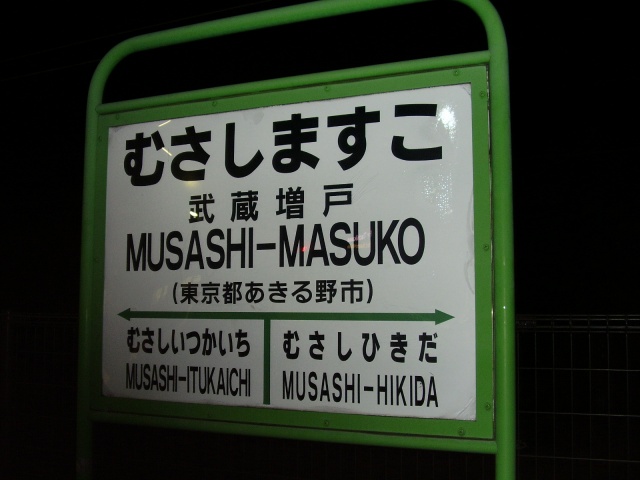 むさしますこ
武蔵増戸
MUSASHI-MASUKO
(東京都あきる野市)
むさしいつかいち
MUSASHI-ITUKAICHI
むさしひきだ
MUSASHI-HIKIDA